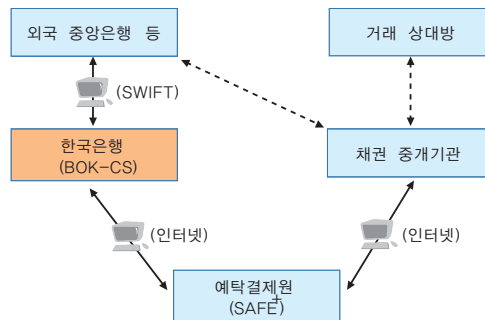 외국 중앙은행 등
거래 상대방
(SWIFT)
한국은행
(BOK-CS)
채권 중개기관
(인터넷)
(인터넷)
예탁결제원
(SAFE+)